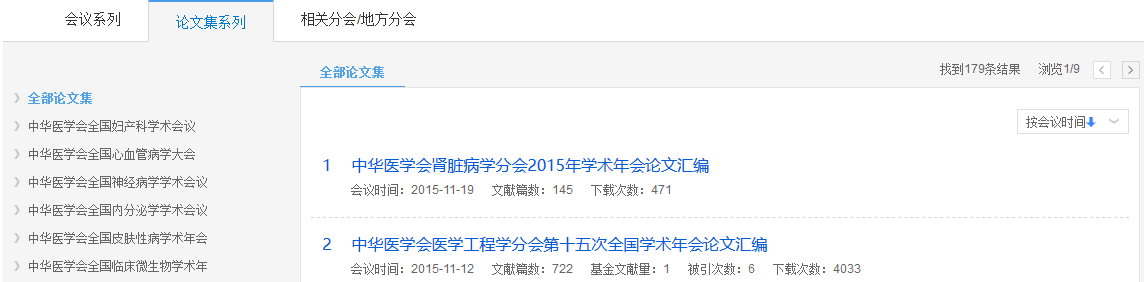 会议系列 论文集系列 相关分会/地方分会
全部论文集 找到179条结果 浏览1/9
全部论文集
中华医学会全国妇产科学术会议
中华医学会全国心血管病学大会
中华医学会全国神经病学学术会议
中华医学会全国内分泌学学术会议
中华医学会全国皮肤性病学术年会
中华医学会全国临床微生物学术年
按会议时间
1 中华医学会肾脏病学分会2015年学术年会论文汇编
会议时间：2015-11-19 文献篇数：145 下载次数：471
2 中华医学会医学工程学分会第十五次全国学术年会论文汇编
会议时间：2015-11-12 文献篇数：722 基金文献量：1 被引次数：6 下载次数：4033